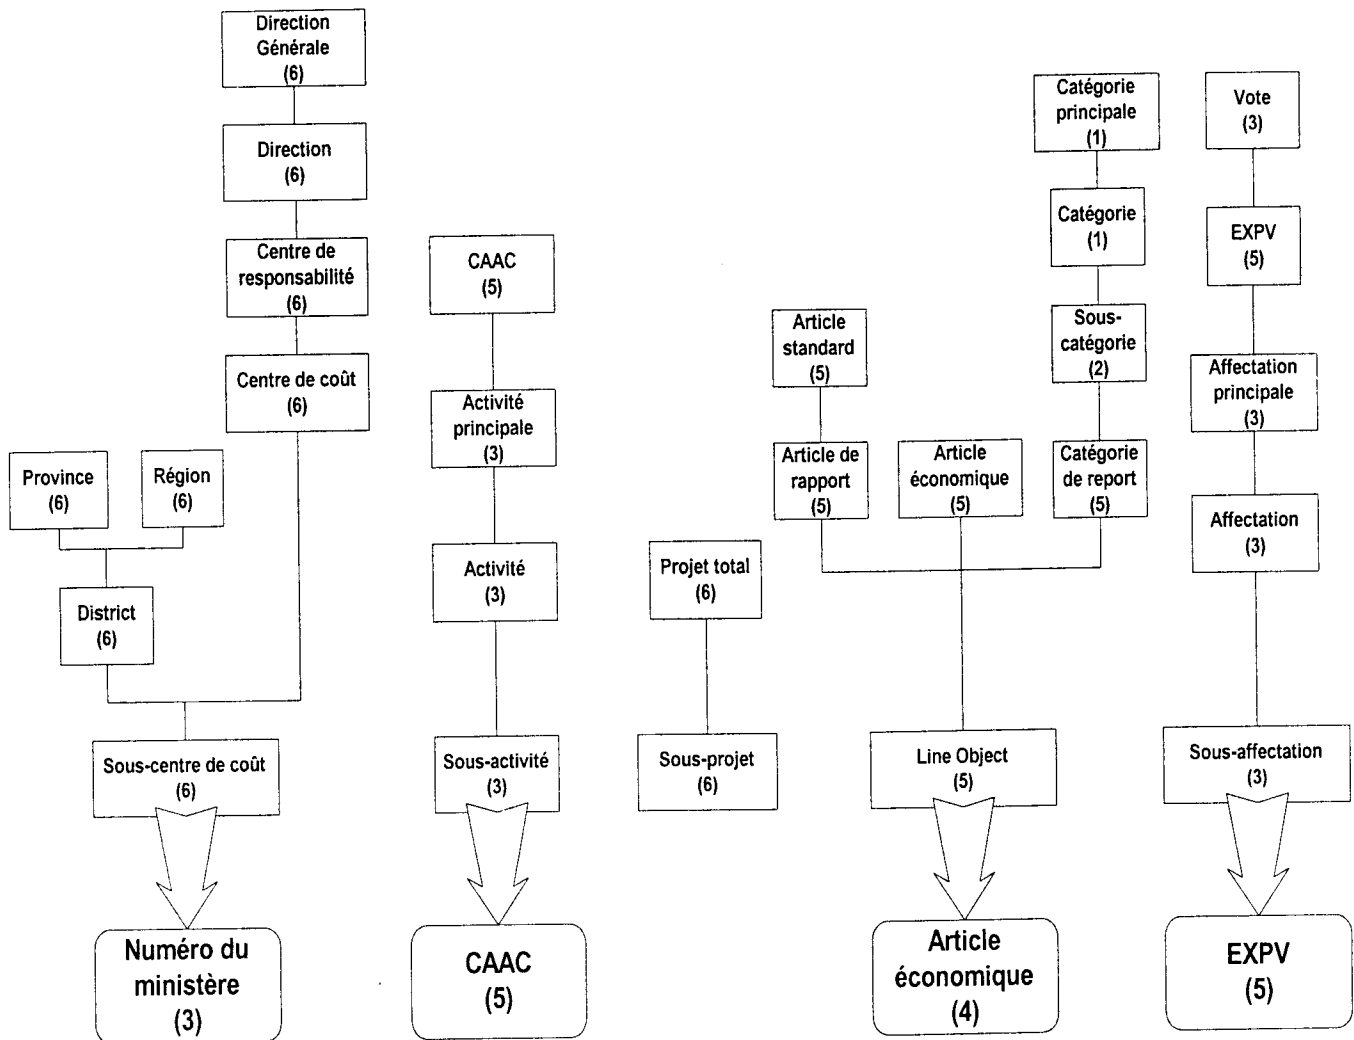 Direction
Générale
(6)
Direction
(6)
Centre de
responsabilité
(6)
Centre de coût
(6)
Province
(6)
Région
(6)
District
(6)
Sous-centre de coût
(6)
Numéro du
ministère
(3)
CAAC
(5)
Activité
principale
(3)
Activité
(3)
Sous-activité
(3)
CAAC
(5)
Projet total
(6)
Sous-projet
(6)
Article
standard
(5)
Article de
rapport
(5)
Article
économique
(5)
Catégorie
principale
(1)
Catégorie
(1)
Sous-
catégorie
(2)
Catégorie
de report
(5)
Line Object
(5)
Article
économique
(4)
Vote
(3)
EXPV
(5)
Affectation
principale
(3)
Affectation
(3)
Sous-affectation
(3)
EXPV
(5)